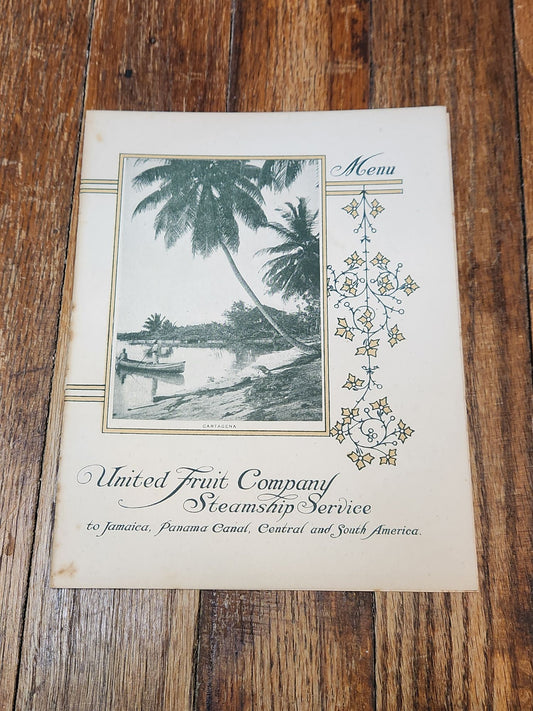 Menu
CARTAGENA
United Fruit Company
Steamship Service
to Jamaica, Panama Canal, Central and South America.